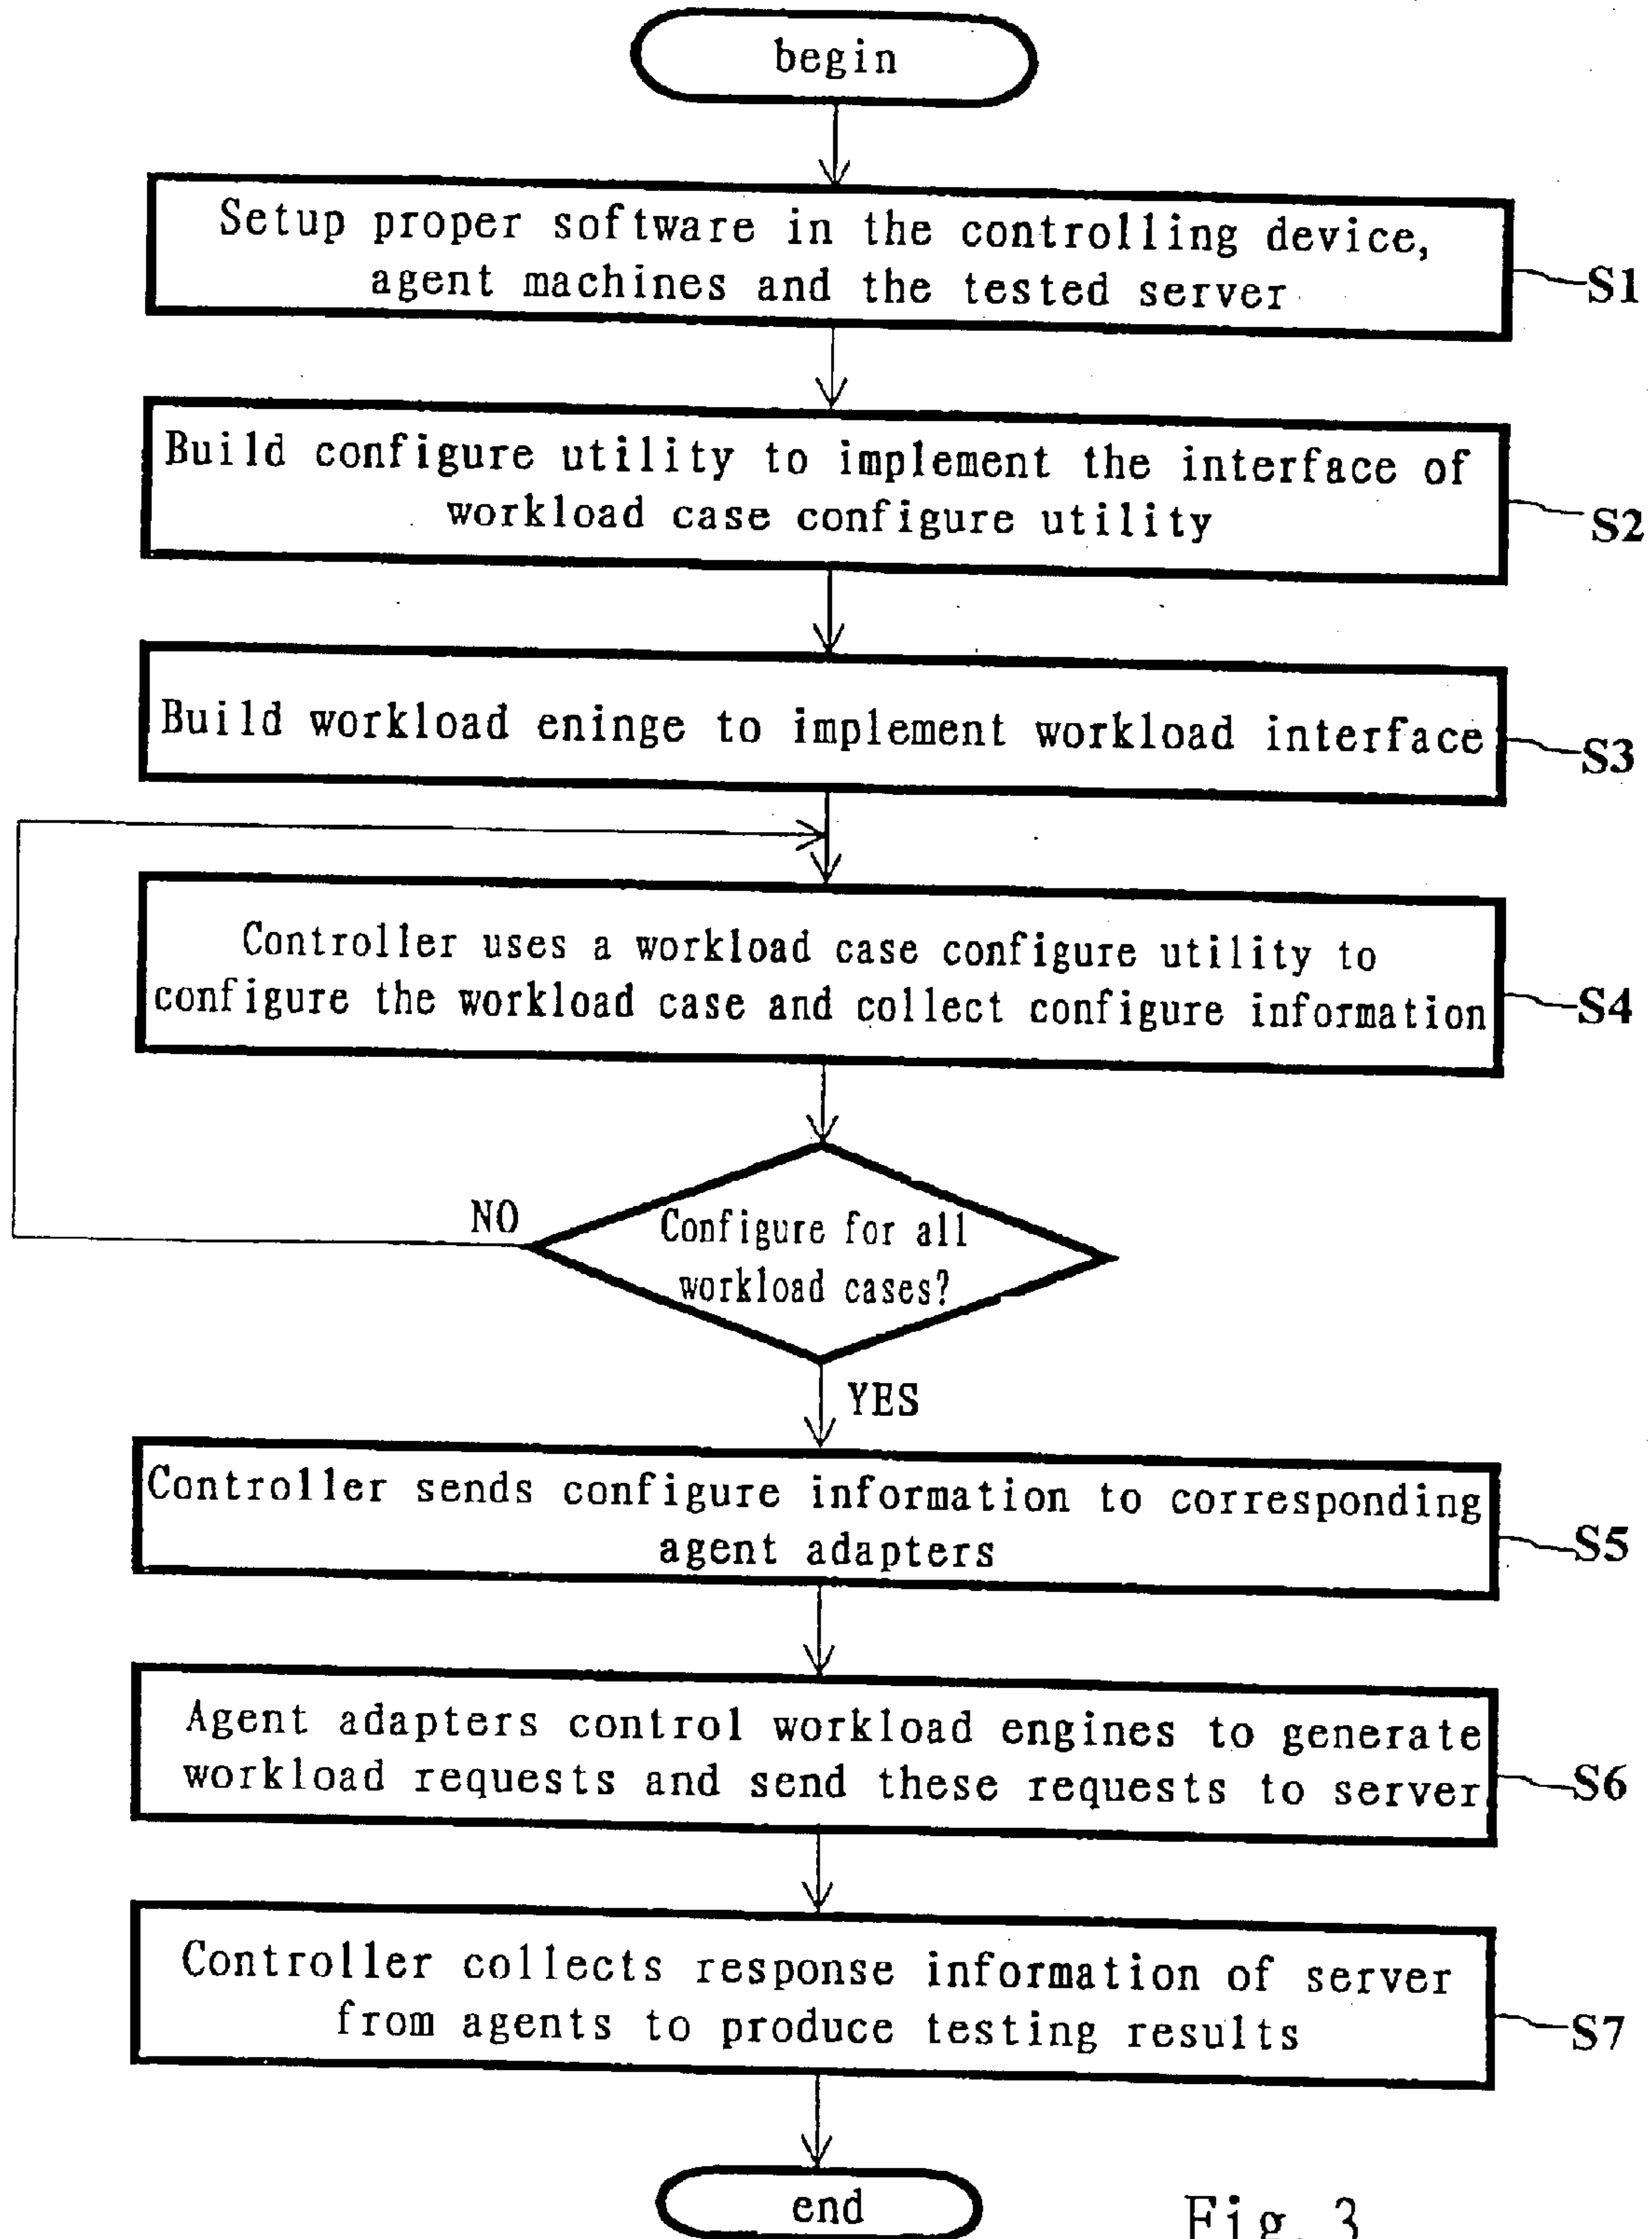 begin
Setup proper software in the controlling device,
agent machines and the tested server
S1
Build configure utility to implement the interface of
workload case configure utility
S2
Build workload eninge to implement workload interface
S3
Controller uses a workload case configure utility to
configure the workload case and collect configure information
S4
NO
Configure for all
workload cases?
YES
Controller sends configure information to corresponding
agent adapters
S5
Agent adapters control workload engines to generate
workload requests and send these requests to server
S6
Controller collects response information of server
from agents to produce testing results
S7
end
Fig. 3